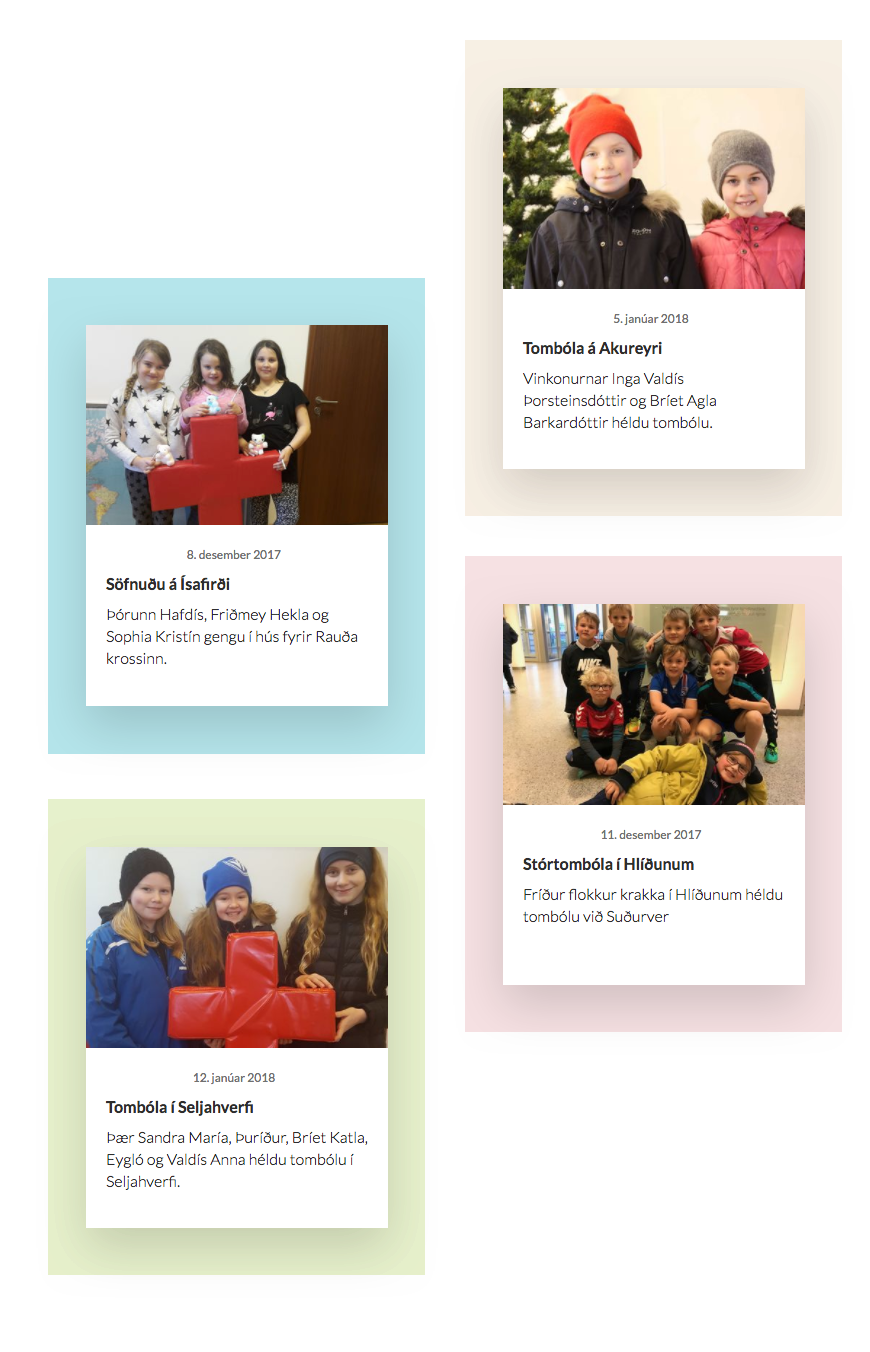 8. desember 2017
Söfnuðu á Ísafirði
Þórunn Hafdís, Friðmey Hekla og
Sophia Kristín gengu í hús fyrir Rauða
krossinn.
12. janúar 2018
Tombóla í Seljahverfi
Þær Sandra María, Þuríður, Bríet Katla,
Eygló og Valdís Anna héldu tombólu í
Seljahverfi.
5. janúar 2018
Tombóla á Akureyri
Vinkonurnar Inga Valdís
Þorsteinsdóttir og Bríet Agla
Barkardóttir héldu tombólu.
NIKE
11. desember 2017
Stórtombóla í Hlíðunum
Fríður flokkur krakka í Hlíðunum héldu
tombólu við Suðurver